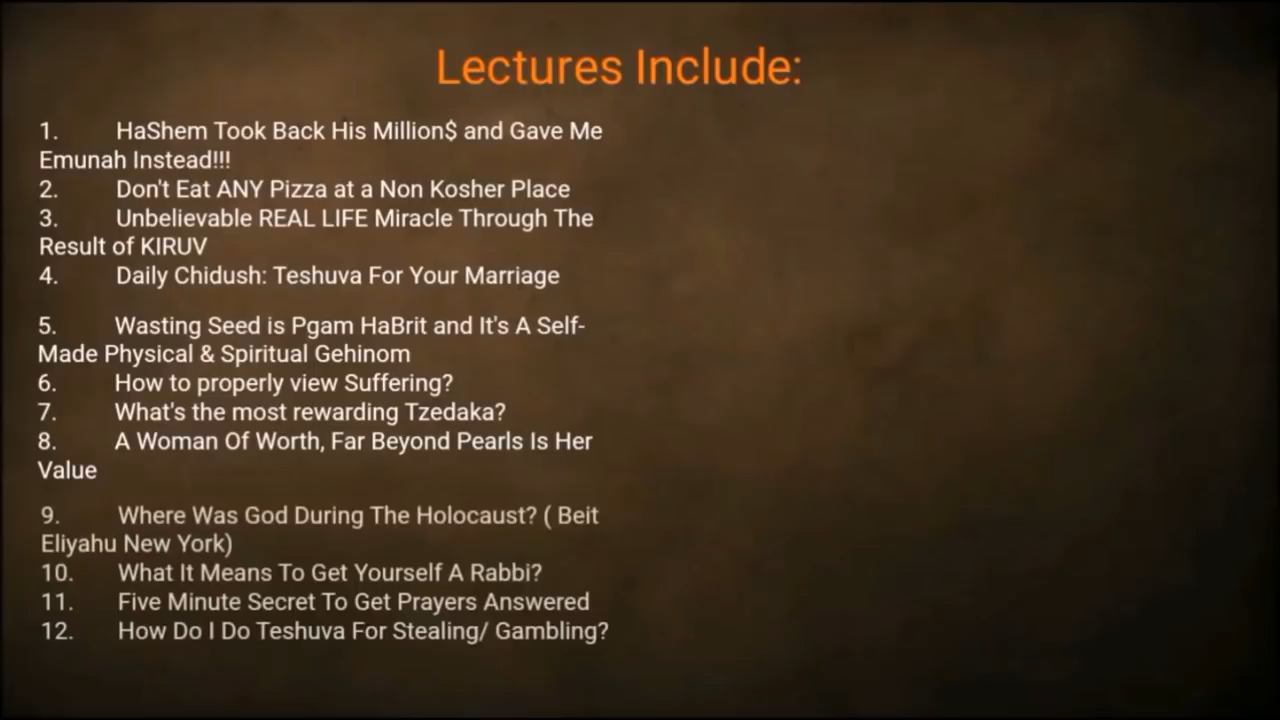 Lectures Include:
1. HaShem Took Back His Million$ and Gave Me
Emunah Instead!!!
2. Don't Eat ANY Pizza at a Non Kosher Place
3. Unbelievable REAL LIFE Miracle Through The
Result of KIRUV
4. Daily Chidush: Teshuva For Your Marriage
5. Wasting Seed is Pgam HaBrit and It's A Self-
Made Physical & Spiritual Gehinom
6. How to properly view Suffering?
7. What's the most rewarding Tzedaka?
8. A Woman Of Worth, Far Beyond Pearls Is Her
Value
9. Where Was God During The Holocaust? ( Beit
Eliyahu New York)
10. What It Means To Get Yourself A Rabbi?
11. Five Minute Secret To Get Prayers Answered
12. How Do I Do Teshuva For Stealing/ Gambling?